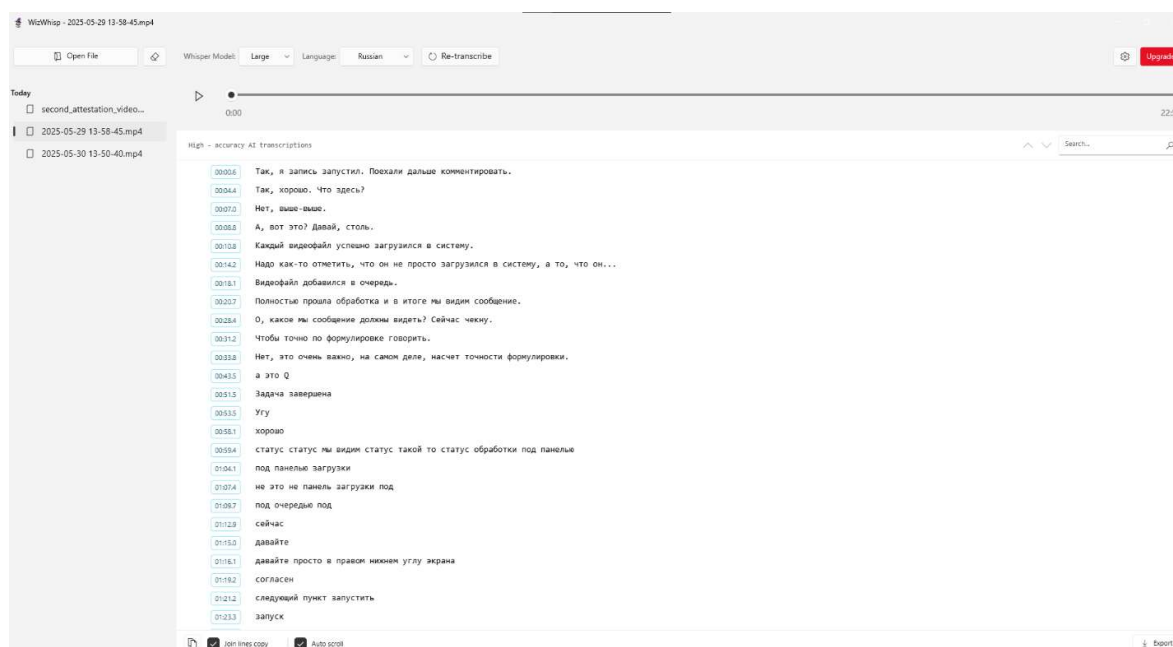 WizWhisp - 2025-05-29 13-58-45.mp4
Open File
Whisper Model: Large Language: Russian Re-transcribe
Upgrade
Today
second_attestation_video...
2025-05-29 13-58-45.mp4
2025-05-30 13-50-40.mp4
0:00
High - accuracy AI transcriptions
Search...
00:00.6 Так, я запись запустил. Поехали дальше комментировать.
00:04.4 Так, хорошо. Что здесь?
00:07.0 Нет, выше-выше.
00:08.8 А, вот это? Давай, столь.
00:10.8 Каждый видеофайл успешно загрузился в систему.
00:14.2 Надо как-то отметить, что он не просто загрузился в систему, а то, что он...
00:18.1 Видеофайл добавился в очередь.
00:20.7 Полностью прошла обработка и в итоге мы видим сообщение.
00:28.4 О, какое мы сообщение должны видеть? Сейчас чекну.
00:31.2 Чтобы точно по формулировке говорить.
00:33.8 Нет, это очень важно, на самом деле, насчет точности формулировки.
00:43.5 а это Q
00:51.5 Задача завершена
00:53.5 Угу
00:58.1 хорошо
00:59.4 статус статус мы видим статус такой то статус обработки под панелью
01:04.1 под панелью загрузки
01:07.4 не это не панель загрузки под
01:09.7 под очередью под
01:12.9 сейчас
01:15.0 давайте
01:16.1 давайте просто в правом нижнем углу экрана
01:19.2 согласен
01:21.2 следующий пункт запустить
01:23.3 запуск
Join lines copy Auto scroll
Export